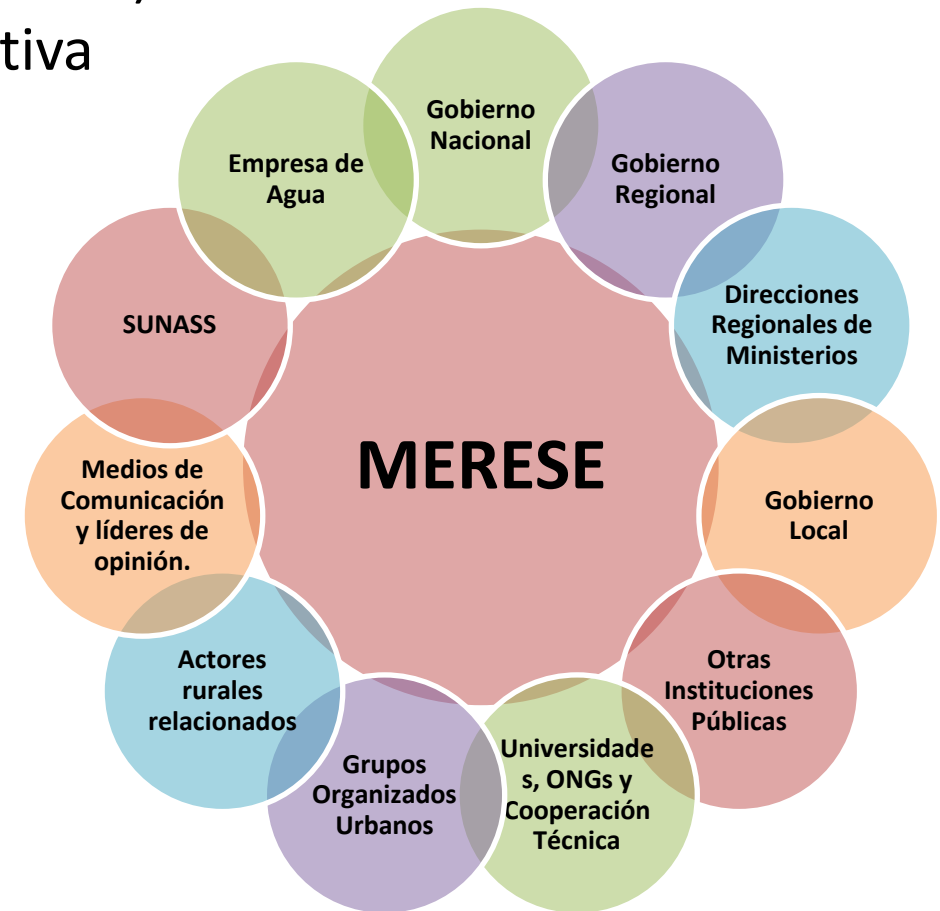 tiva
Gobierno
Nacional
Gobierno
Regional
Direcciones
Regionales de
Ministerios
Gobierno
Local
Otras
Instituciones
Públicas
Universidade
s, ONGs y
Cooperación
Técnica
Grupos
Organizados
Urbanos
Actores
rurales
relacionados
Medios de
Comunicación
y líderes de
opinión.
SUNASS
Empresa de
Agua
MERESE